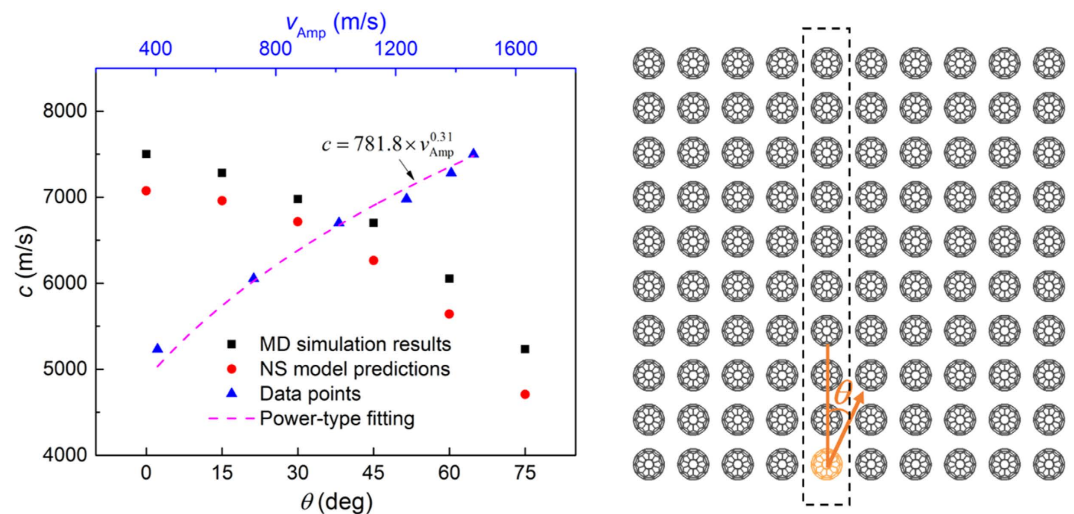 v_Amp (m/s)
400 800 1200 1600
8000
7000
6000
5000
4000
c (m/s)
c = 781.8 × v_Amp^0.31
MD simulation results
NS model predictions
Data points
Power-type fitting
0 15 30 45 60 75
θ (deg)
θ